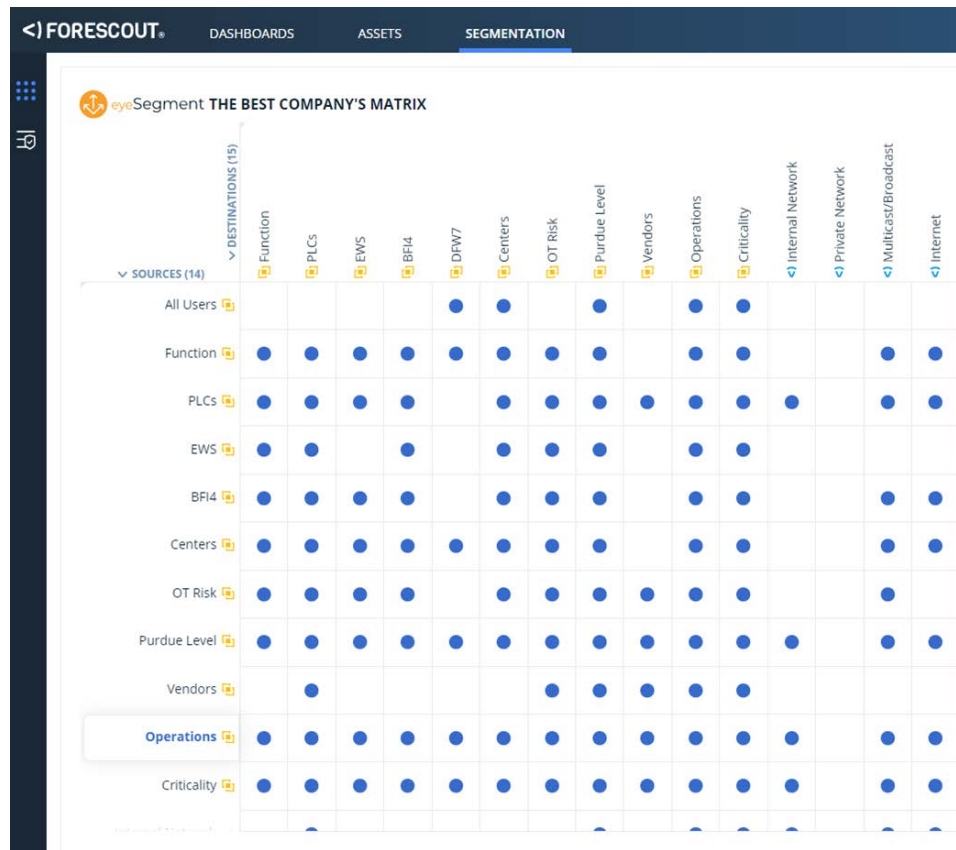 <) FORESCOUT®
DASHBOARDS
ASSETS
SEGMENTATION
eyeSegment THE BEST COMPANY'S MATRIX
DESTINATIONS (15)
SOURCES (14)
Function
PLCs
EWS
BFI4
DFW7
Centers
OT Risk
Purdue Level
Vendors
Operations
Criticality
Internal Network
Private Network
Multicast/Broadcast
Internet
All Users
Function
PLCs
EWS
BFI4
Centers
OT Risk
Purdue Level
Vendors
Operations
Criticality